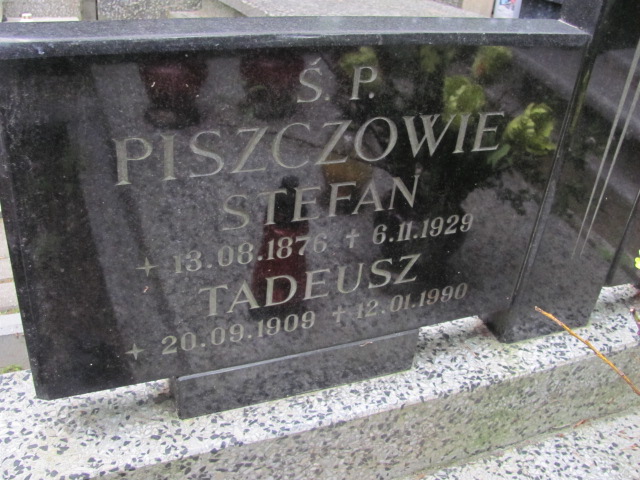 Ś. P.
PISZCZOWIE
STEFAN
+ 13.08.1876 + 6.11.1929
TADEUSZ
+ 20.09.1909 + 12.01.1990